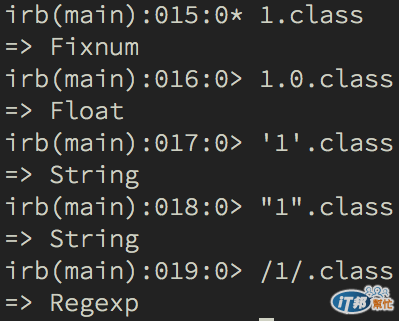 irb(main):015:0* 1.class
=> Fixnum
irb(main):016:0> 1.0.class
=> Float
irb(main):017:0> '1'.class
=> String
irb(main):018:0> "1".class
=> String
irb(main):019:0> /1/.class
=> Regexp
iT邦幫忙